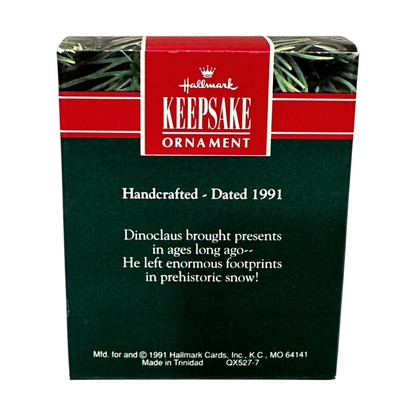 Hallmark
KEEPSAKE
ORNAMENT
Handcrafted - Dated 1991
Dinoclaus brought presents
in ages long ago--
He left enormous footprints
in prehistoric snow!
Mfd. for and © 1991 Hallmark Cards, Inc., K.C., MO 64141
Made in Trinidad QX527-7